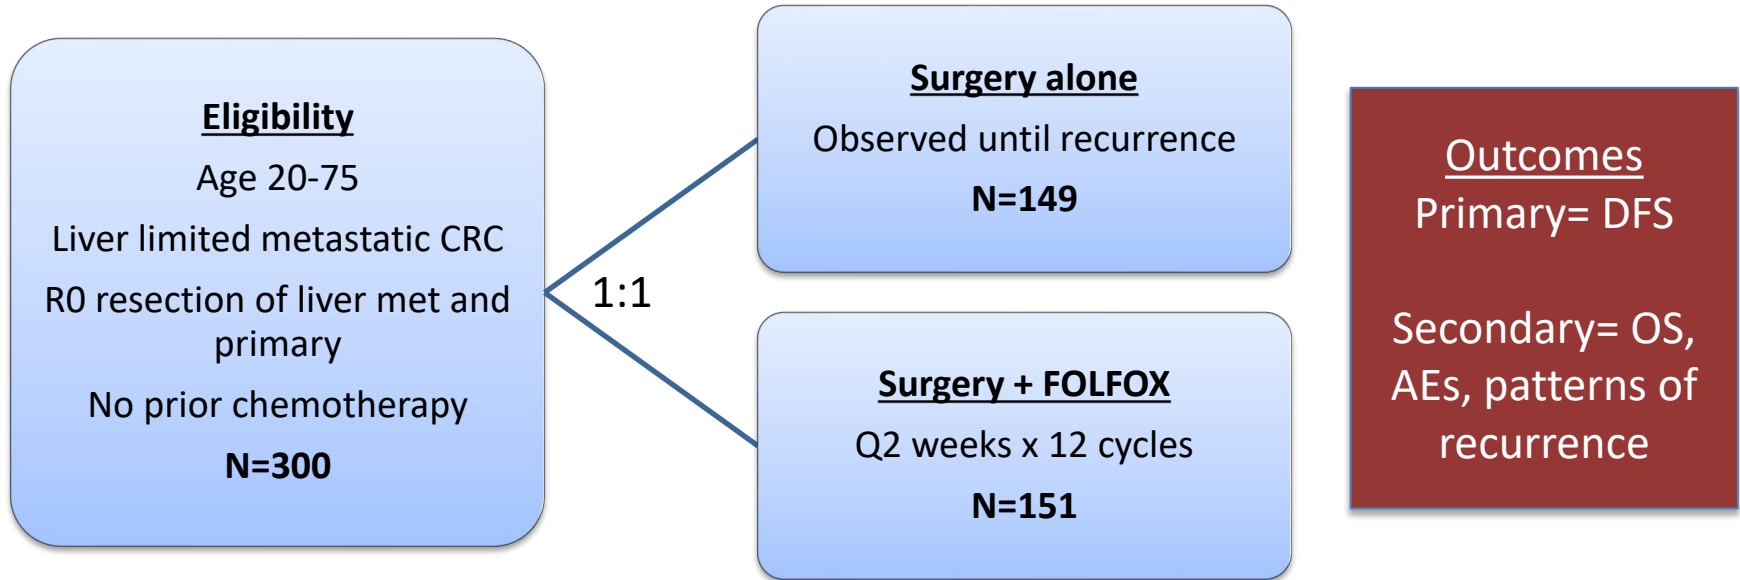 Eligibility
Age 20-75
Liver limited metastatic CRC
R0 resection of liver met and
primary
No prior chemotherapy
N=300
1:1
Surgery alone
Observed until recurrence
N=149
Surgery + FOLFOX
Q2 weeks x 12 cycles
N=151
Outcomes
Primary= DFS
Secondary= OS,
AEs, patterns of
recurrence